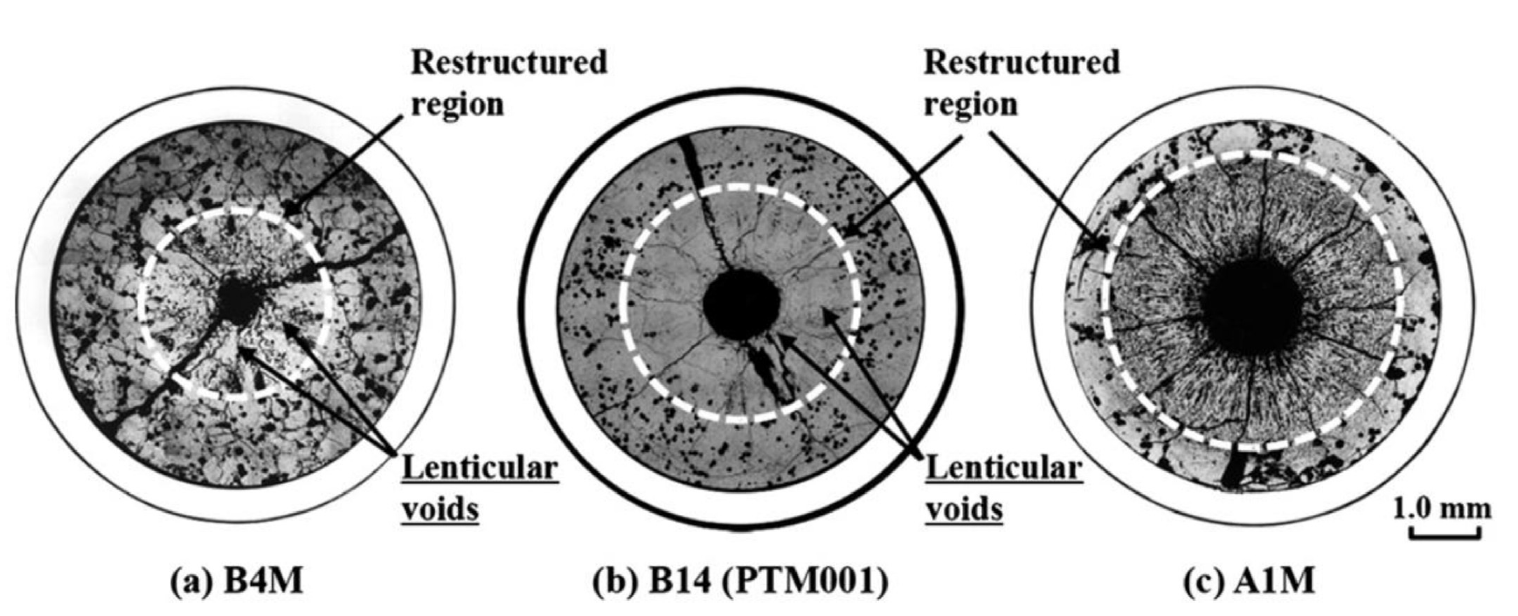 Restructured
region
Restructured
region
Lenticular
voids
Lenticular
voids
1.0 mm
(a) B4M
(b) B14 (PTM001)
(c) A1M